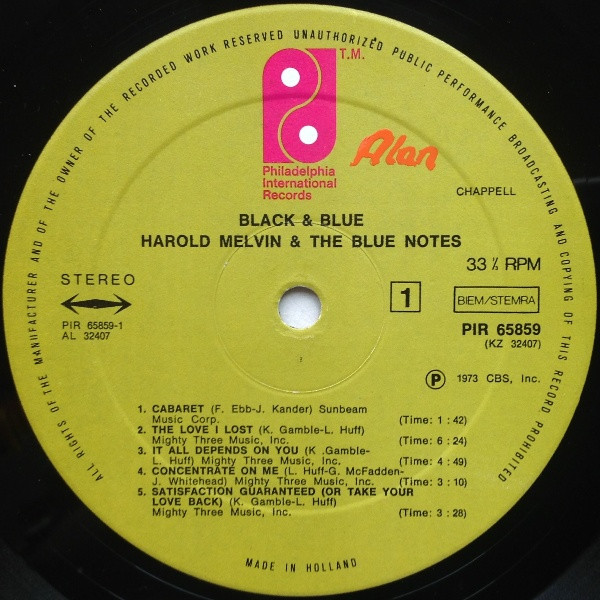 ALL RIGHTS OF THE MANUFACTURER AND OF THE OWNER OF THE RECORDED WORK RESERVED UNAUTHORIZED PUBLIC PERFORMANCE BROADCASTING AND COPYING OF THIS RECORD PROHIBITED
T.M.
Philadelphia
International
Records
Alan
CHAPPELL
BLACK & BLUE
HAROLD MELVIN & THE BLUE NOTES
STEREO
33⅓ RPM
1
BIEM/STEMRA
PIR 65859-1
AL 32407
PIR 65859
(KZ 32407)
Ⓟ 1973 CBS, Inc.
1. CABARET (F. Ebb-J. Kander) Sunbeam
Music Corp. (Time: 1 : 42)
2. THE LOVE I LOST (K. Gamble-L. Huff)
Mighty Three Music, Inc. (Time: 6 : 24)
3. IT ALL DEPENDS ON YOU (K .Gamble-
L. Huff) Mighty Three Music, Inc. (Time: 4 : 49)
4. CONCENTRATE ON ME (L. Huff-G. McFadden-
J. Whitehead) Mighty Three Music, Inc. (Time: 3 : 10)
5. SATISFACTION GUARANTEED (OR TAKE YOUR
LOVE BACK) (K. Gamble-L. Huff)
Mighty Three Music, Inc. (Time: 3 : 28)
MADE IN HOLLAND